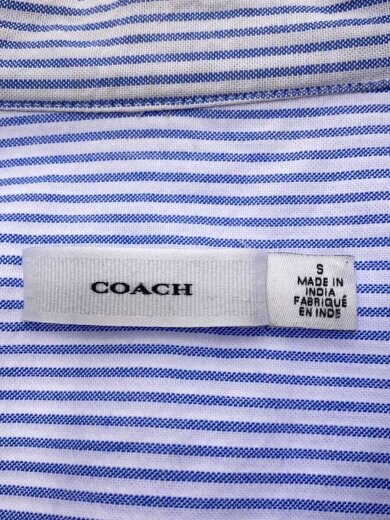 COACH
S
MADE IN
INDIA
FABRIQUÉ
EN INDE